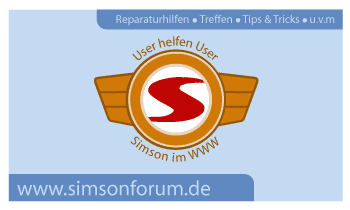 Reparaturhilfen • Treffen • Tips & Tricks • u.v.m
User helfen User
Simson im WWW
www.simsonforum.de